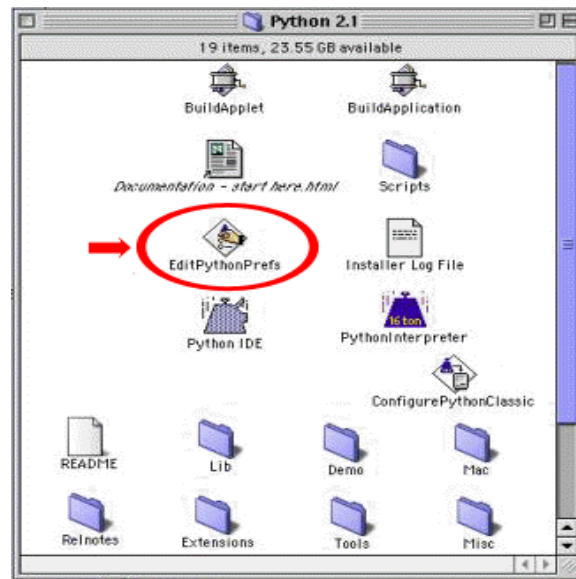 Python 2.1
19 items, 23.55 GB available
BuildApplet
BuildApplication
Documentation - start here.html
Scripts
EditPythonPrefs
Installer Log File
Python IDE
16 ton
PythonInterpreter
ConfigurePythonClassic
README
Lib
Demo
Mac
Relnotes
Extensions
Tools
Misc